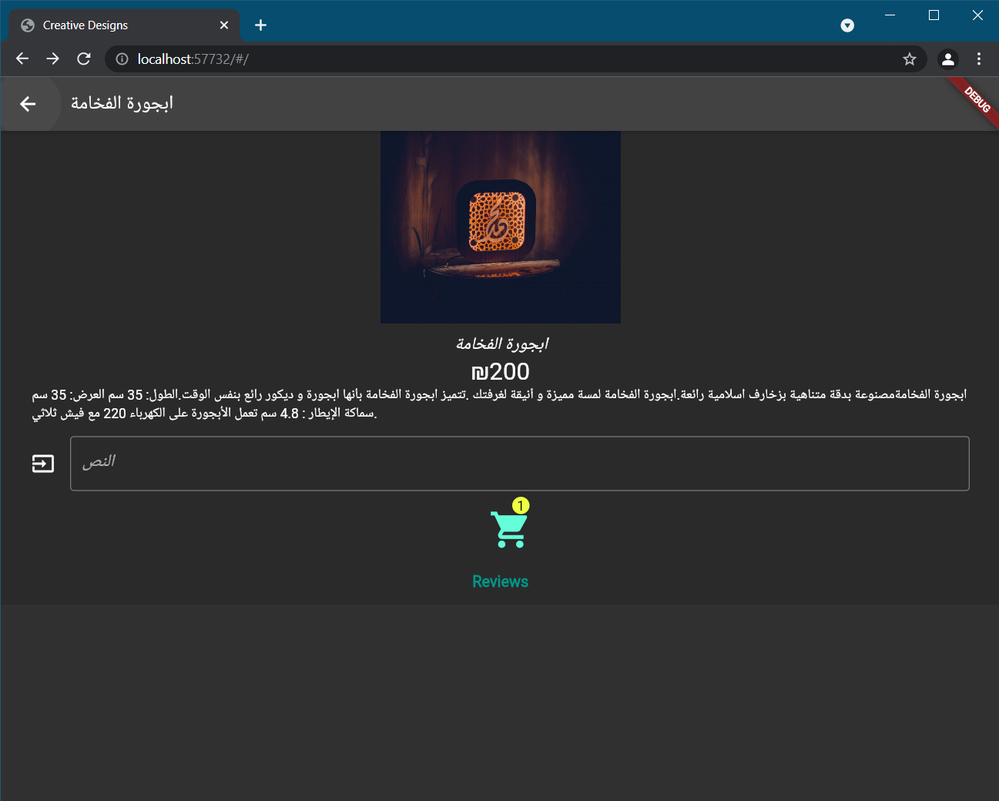 Creative Designs
localhost:57732/#/
ابجورة الفخامة
DEBUG
ابجورة الفخامة
₪200
ابجورة الفخامةمصنوعة بدقة متناهية بزخارف اسلامية رائعة.ابجورة الفخامة لمسة مميزة و أنيقة لغرفتك .تتميز ابجورة الفخامة بأنها ابجورة و ديكور رائع بنفس الوقت.الطول: 35 سم العرض: 35 سم
سماكة الإيطار : 4.8 سم تعمل الأبجورة على الكهرباء 220 مع فيش ثلاثي.
النص
1
Reviews